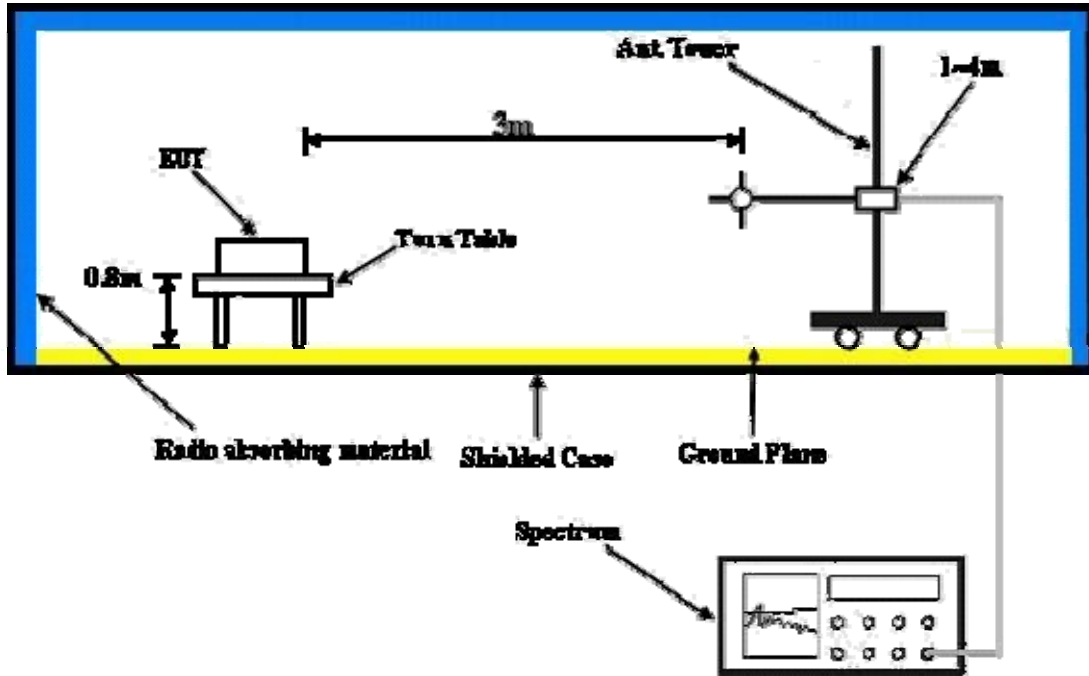 Ant. Tower
1-4m
3m
EUT
Turn Table
0.8m
Radio absorbing material
Shielded Case
Ground Plane
Spectrum